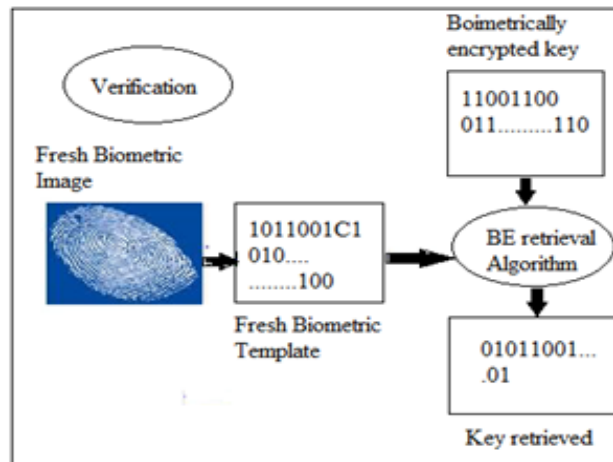 Verification
Fresh Biometric
Image
1011001C1
010....
........100
Fresh Biometric
Template
Boimetrically
encrypted key
11001100
011.........110
BE retrieval
Algorithm
01011001...
.01
Key retrieved